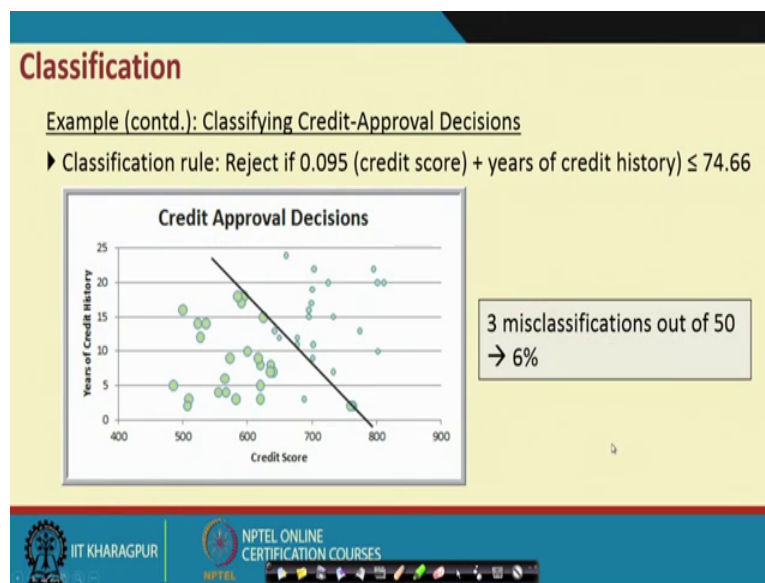 Classification
Example (contd.): Classifying Credit-Approval Decisions
Classification rule: Reject if 0.095 (credit score) + years of credit history) ≤ 74.66
Credit Approval Decisions
Years of Credit History
25
20
15
10
5
0
400 500 600 700 800 900
Credit Score
3 misclassifications out of 50
→ 6%
IIT KHARAGPUR
NPTEL
NPTEL ONLINE
CERTIFICATION COURSES